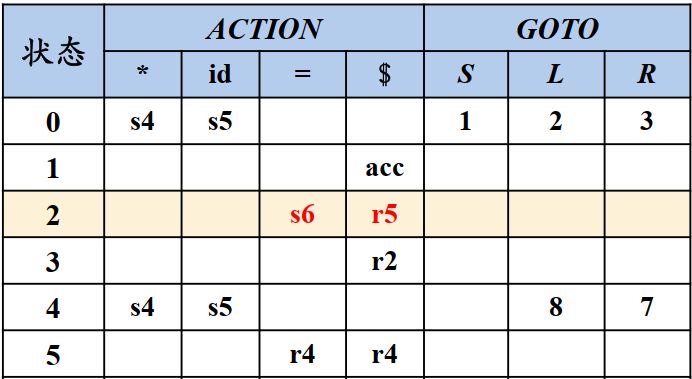 状态 ACTION GOTO
* id = $ S L R
0 s4 s5 1 2 3
1 acc
2 s6 r5
3 r2
4 s4 s5 8 7
5 r4 r4